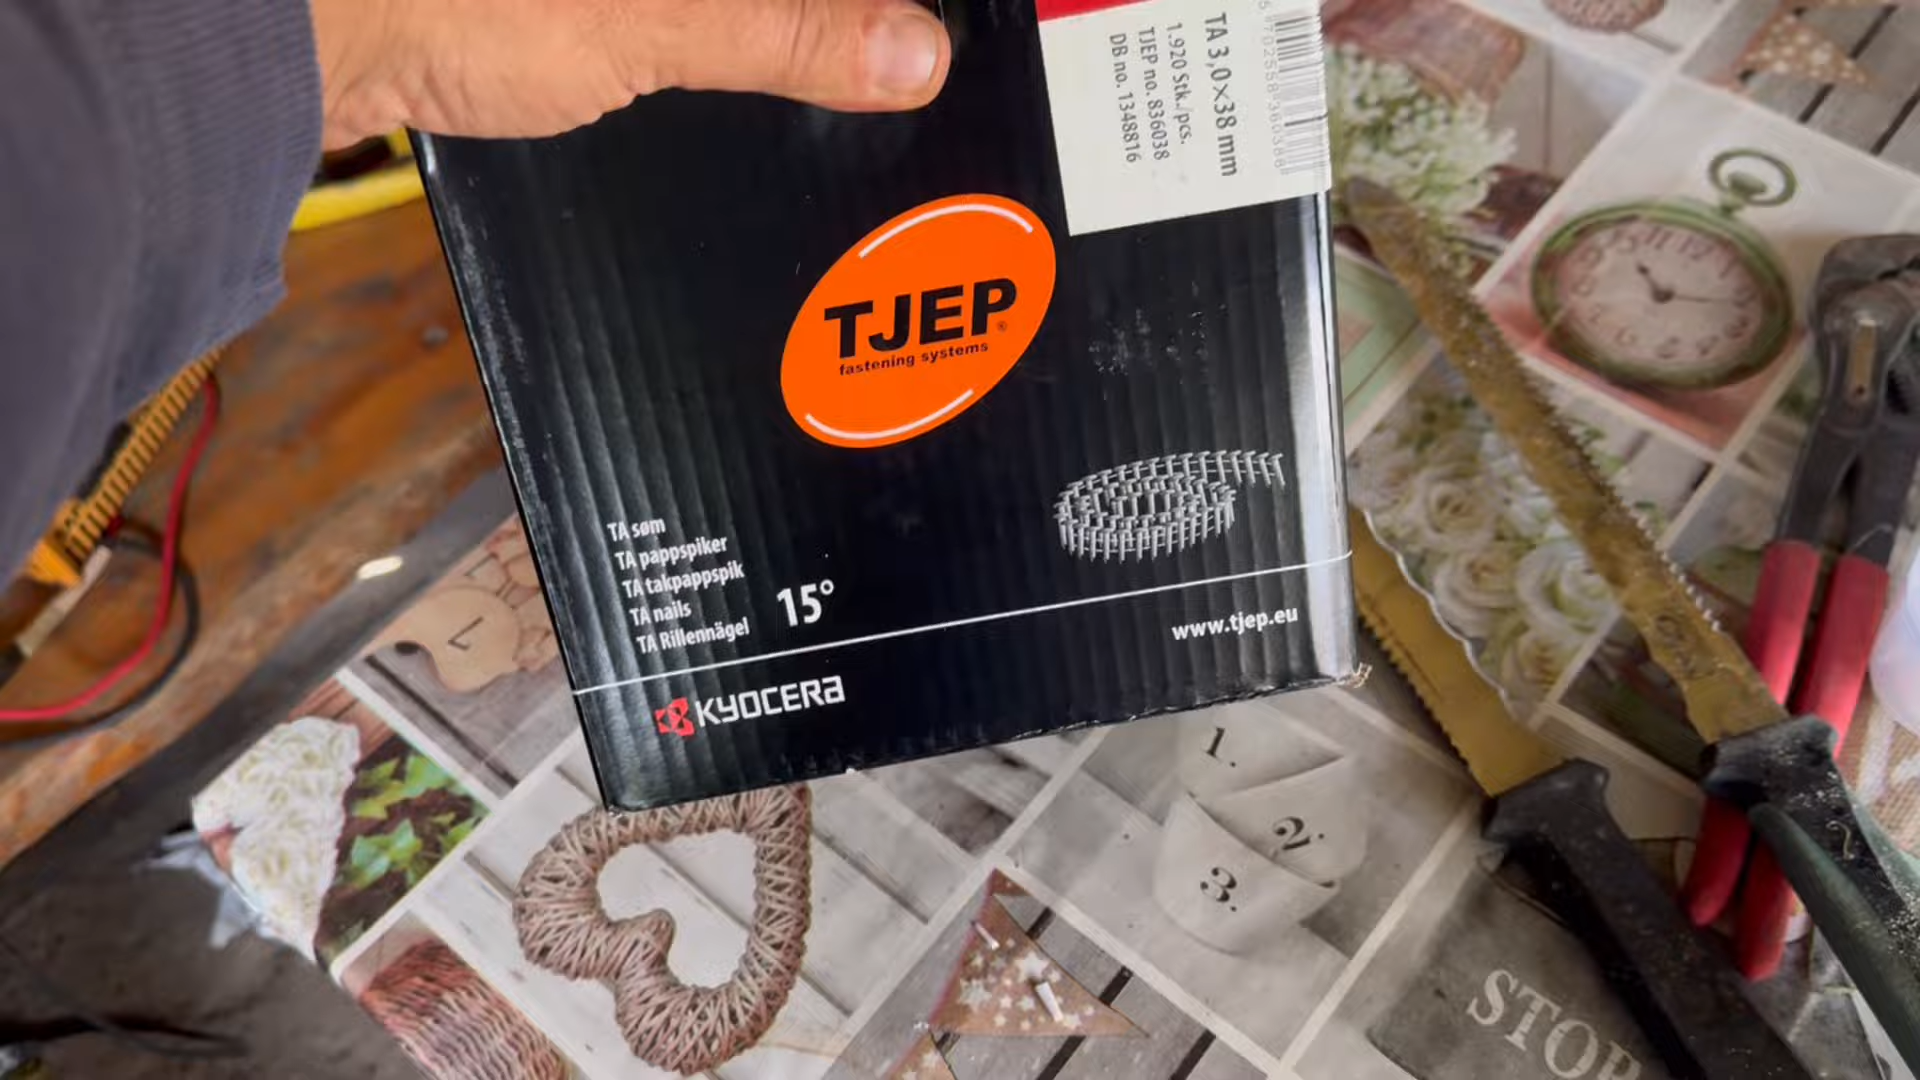 TA 3,0×38 mm
1.920 Stk./pcs.
TJEP no. 836038
DB no. 1348816
TJEP®
fastening systems
TA søm
TA pappspiker
TA takpappspik
TA nails
TA Rillennägel
15°
www.tjep.eu
KYOCERA
1.
2.
3.
STOP